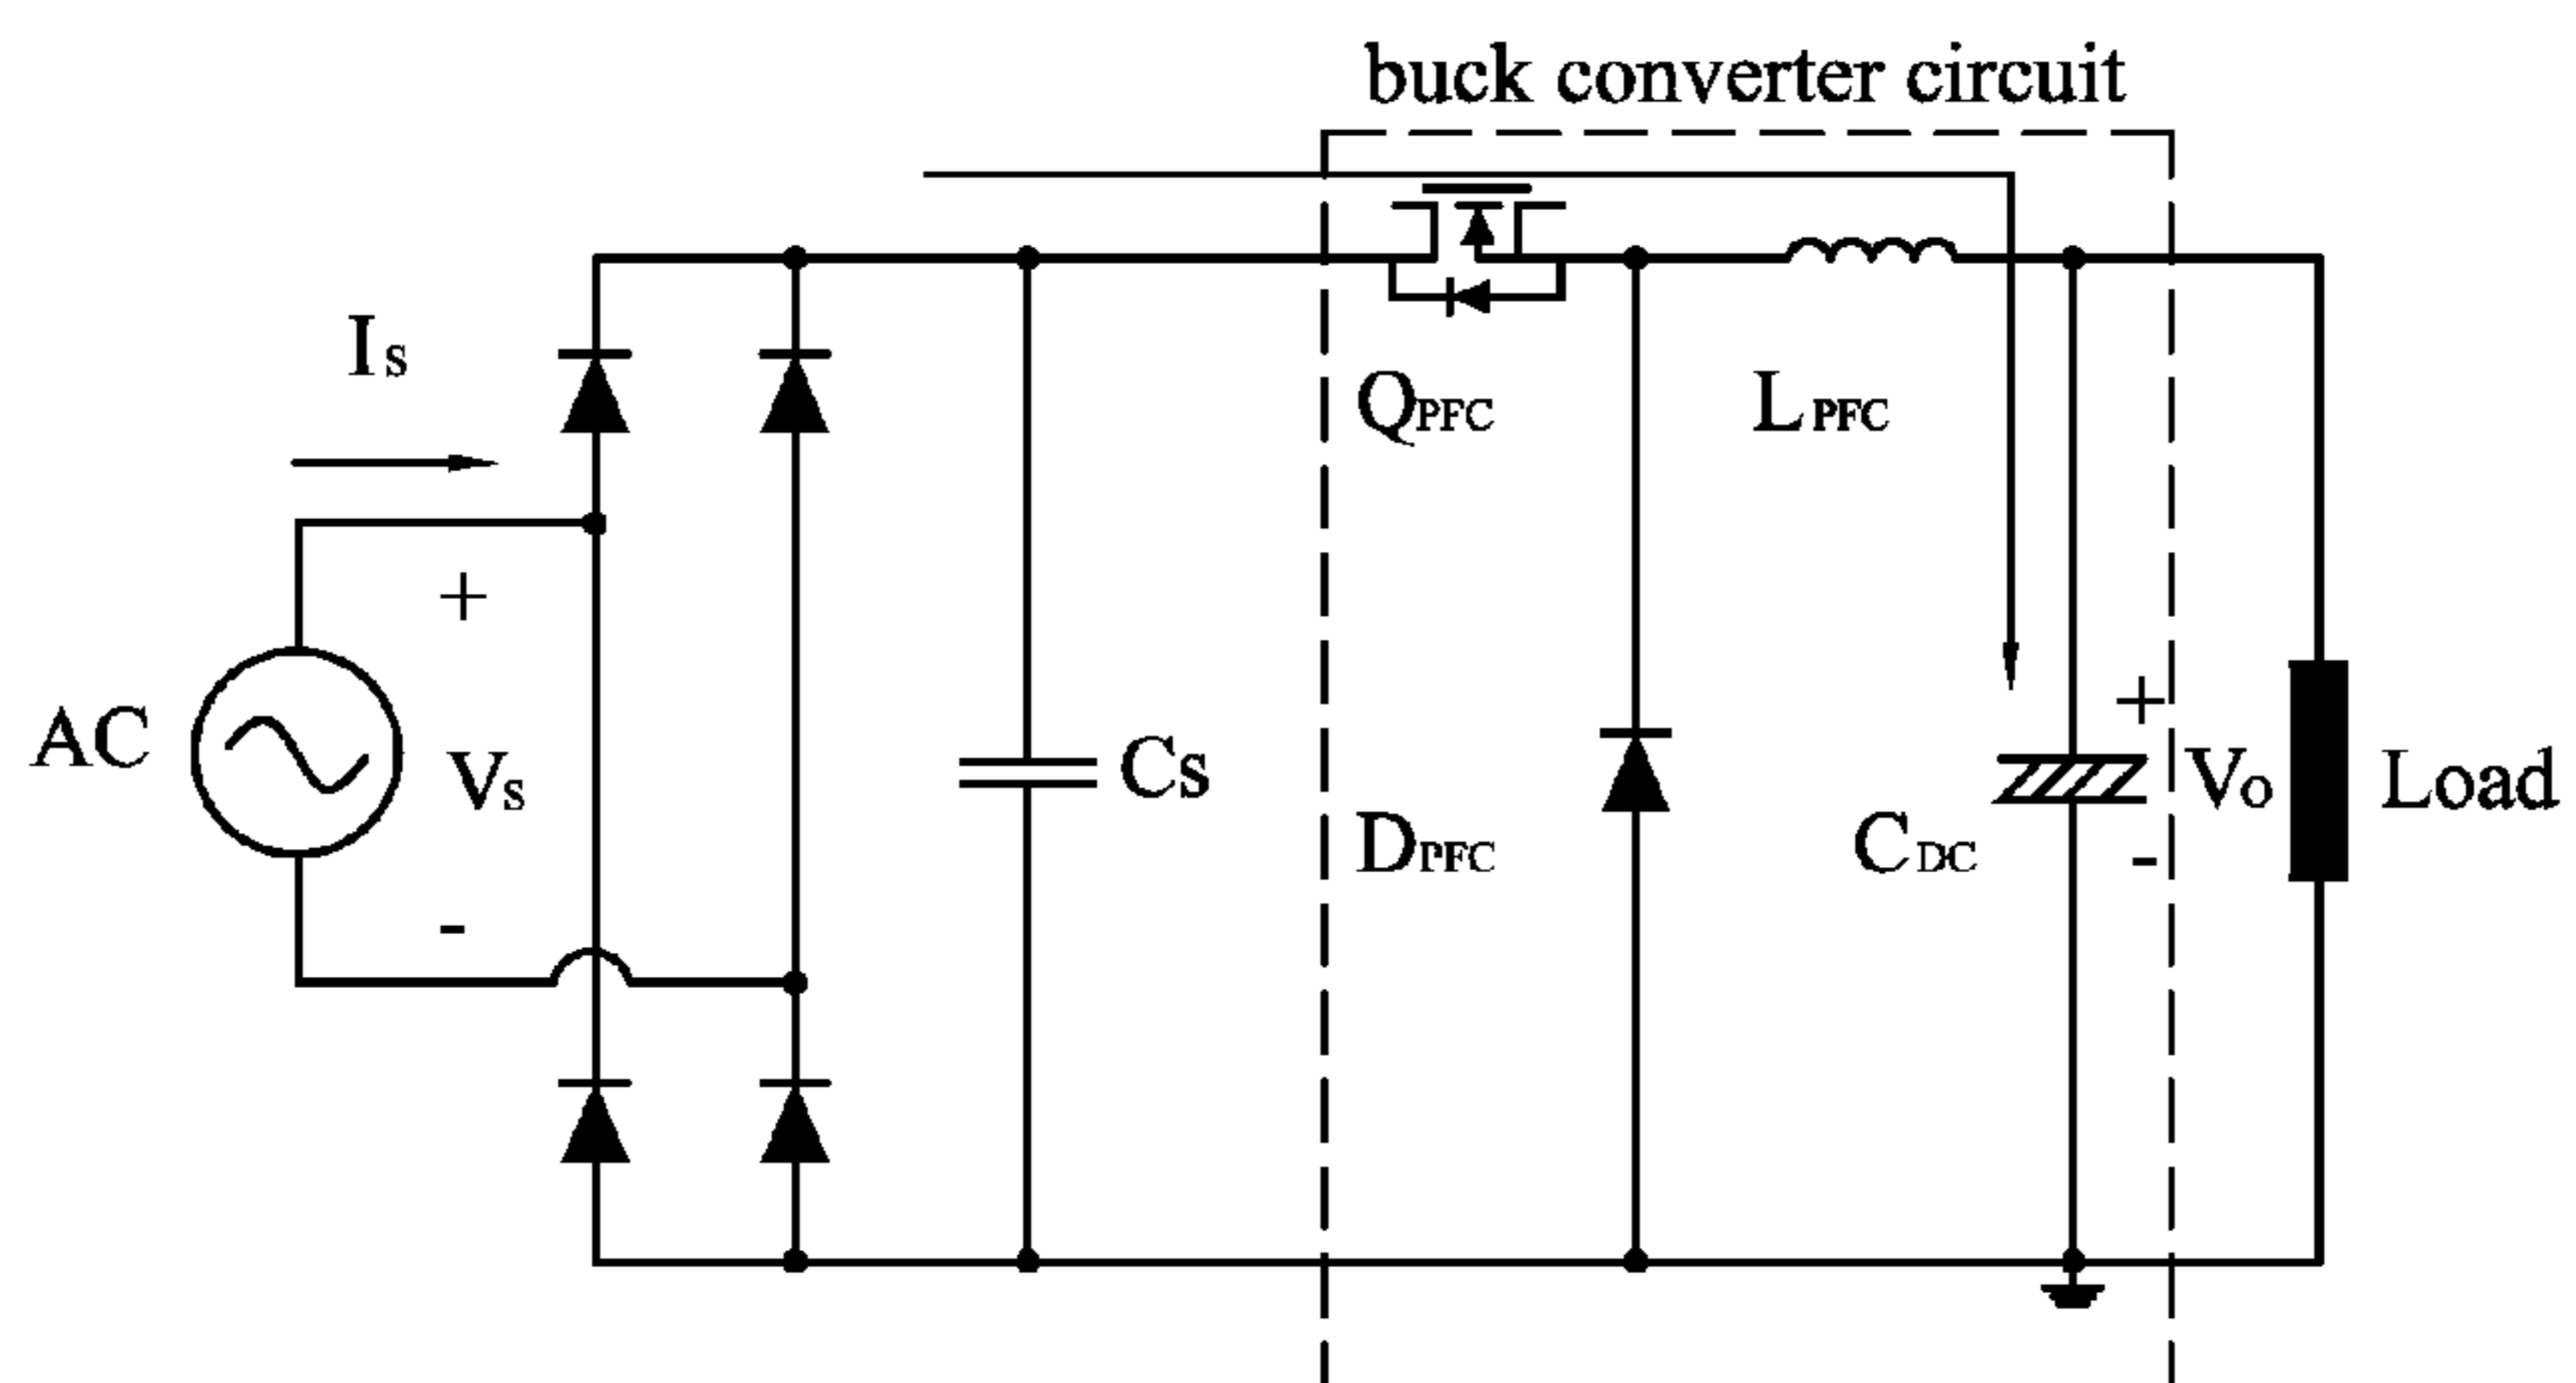 buck converter circuit
Is
QPFC
LPFC
+
+
AC
Vs
Cs
Vo
Load
DPFC
CDC
-
-